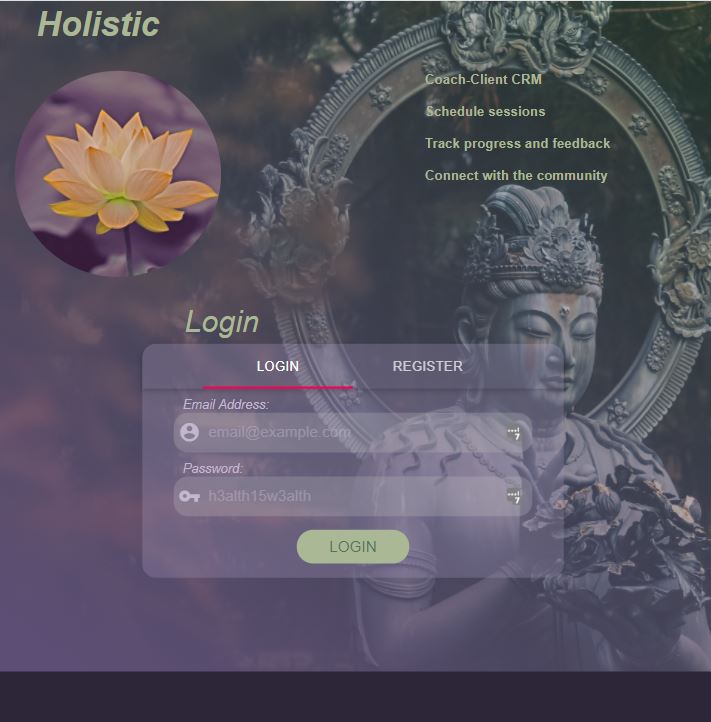 Holistic
Coach-Client CRM
Schedule sessions
Track progress and feedback
Connect with the community
Login
LOGIN REGISTER
Email Address:
email@example.com
Password:
h3alth15w3alth
LOGIN